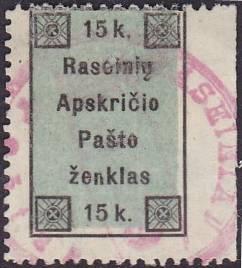 15 k.
Raseinių
Apskričio
Pašto
ženklas
15 k.